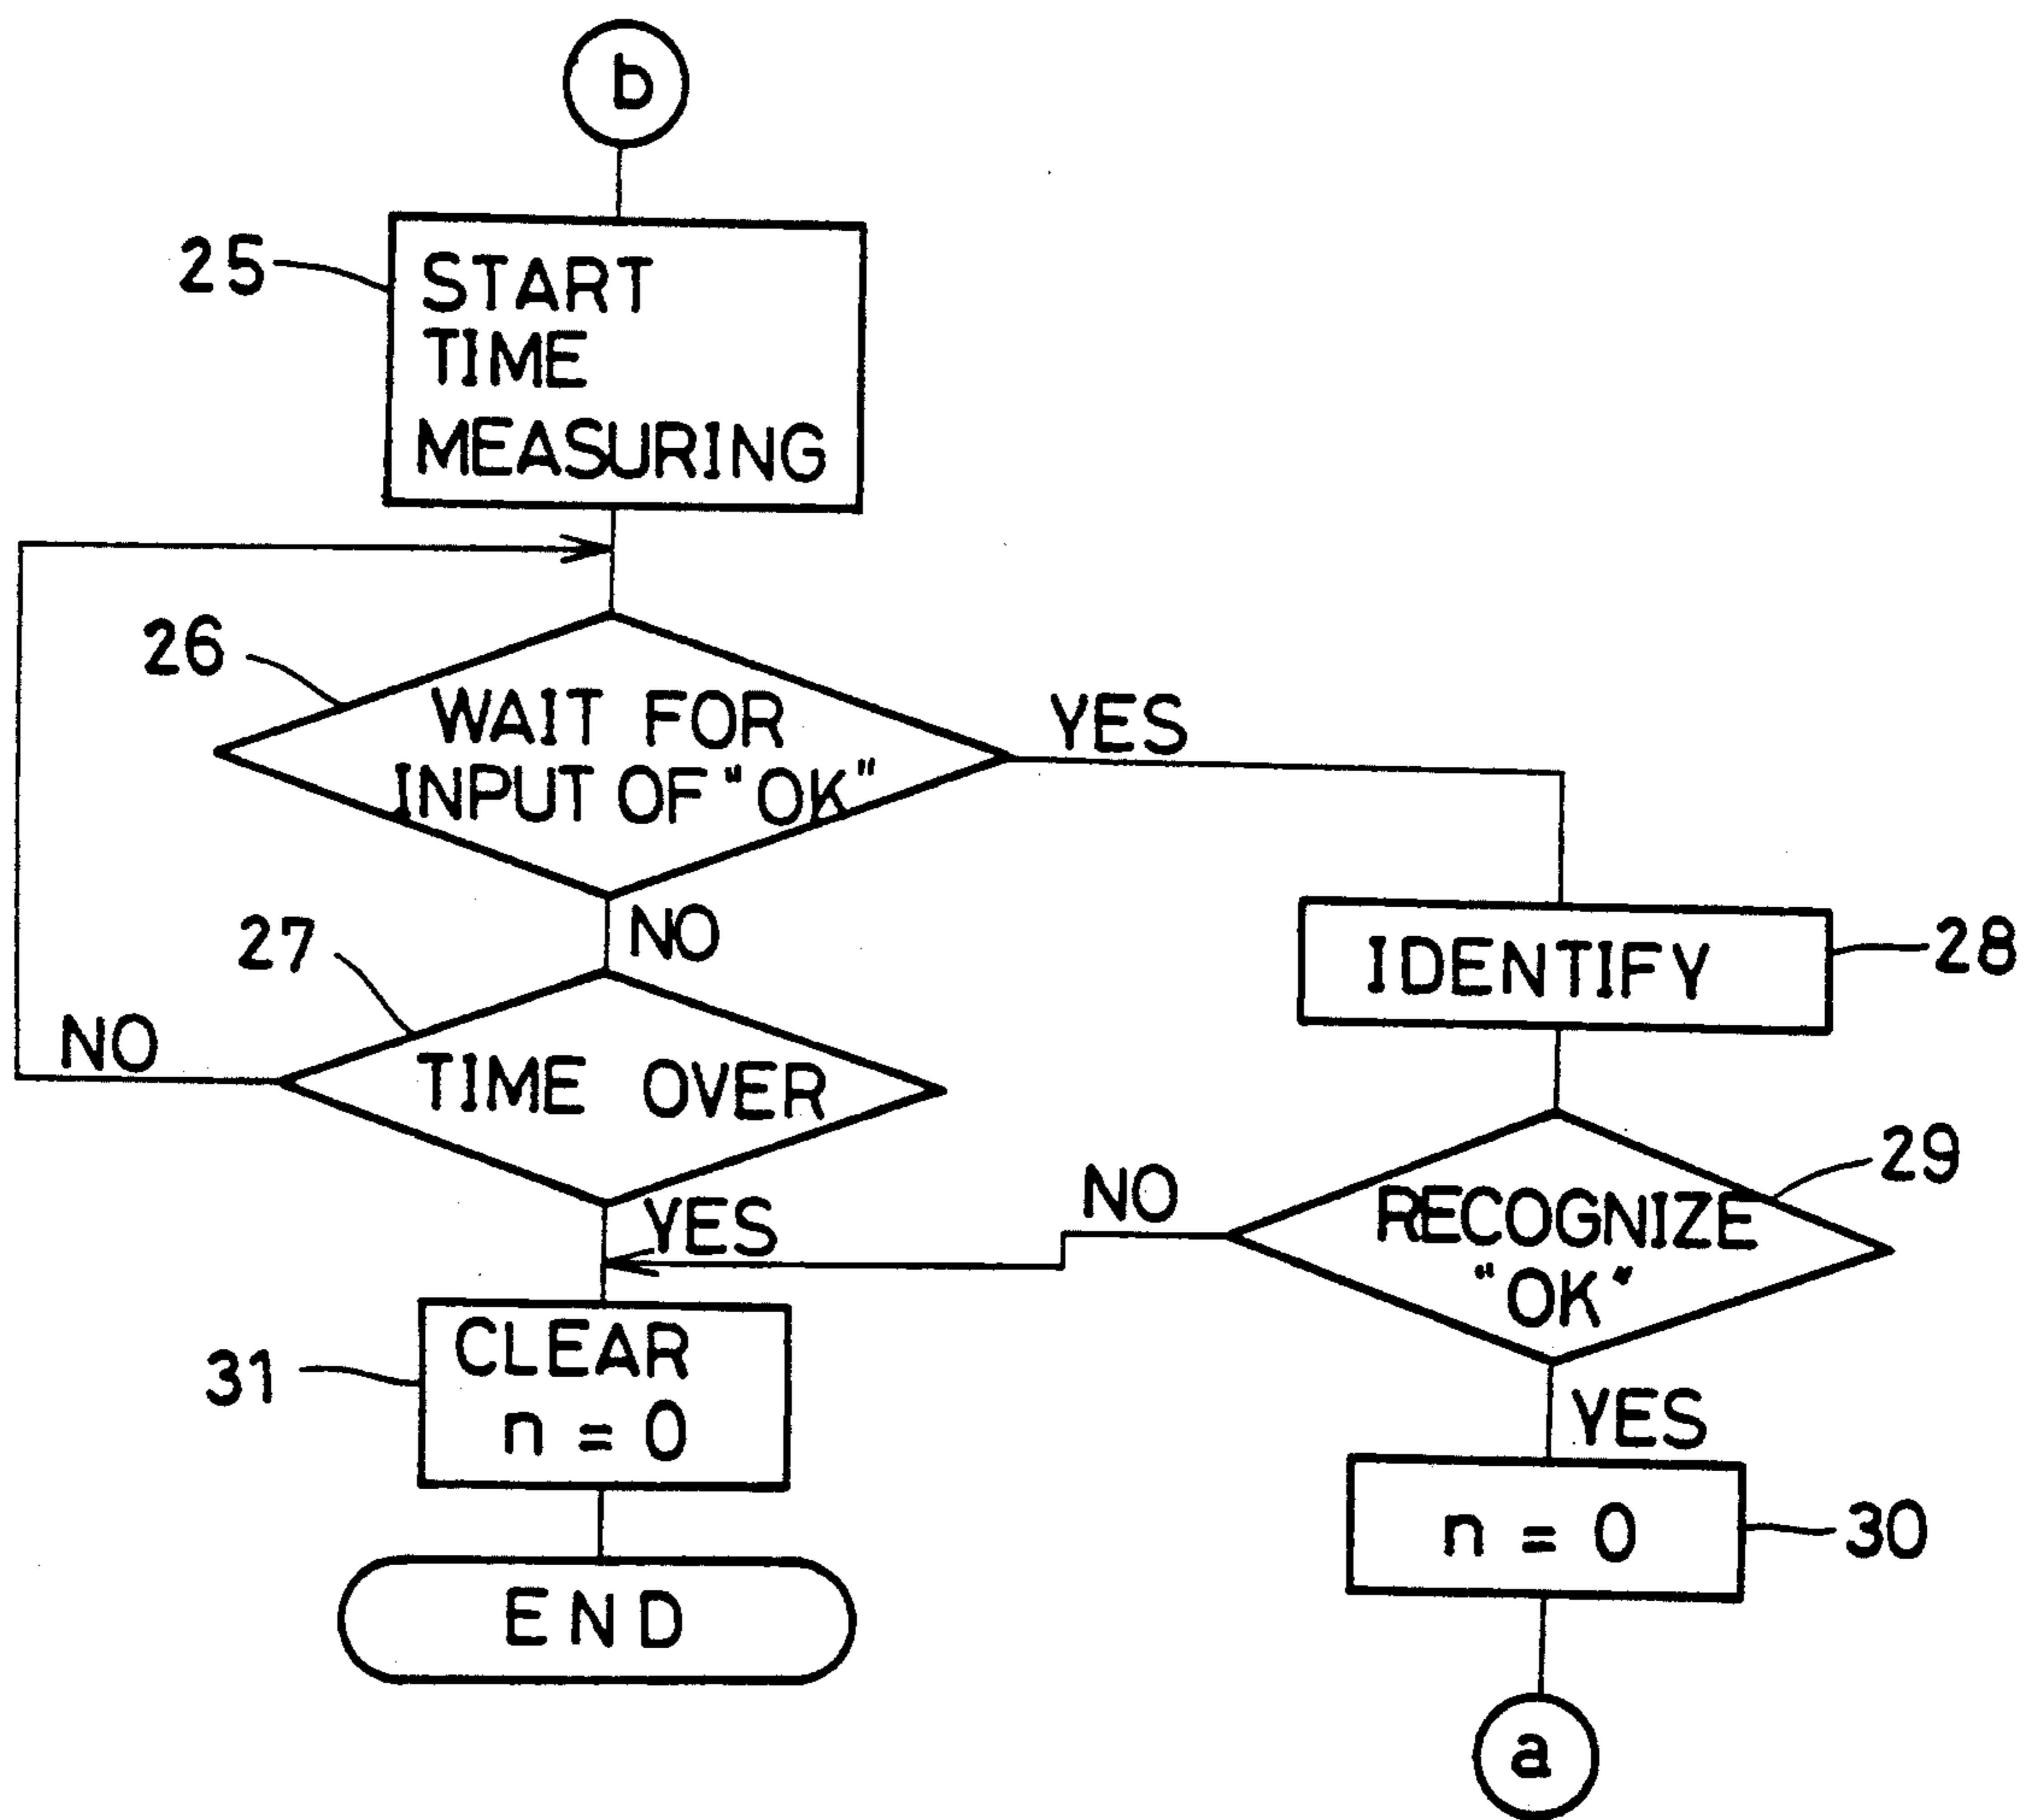 b
25
START
TIME
MEASURING
26
WAIT FOR
INPUT OF "OK"
YES
NO
27
TIME OVER
NO
YES
28
IDENTIFY
29
RECOGNIZE
"OK"
NO
YES
31
CLEAR
n = 0
30
n = 0
END
a